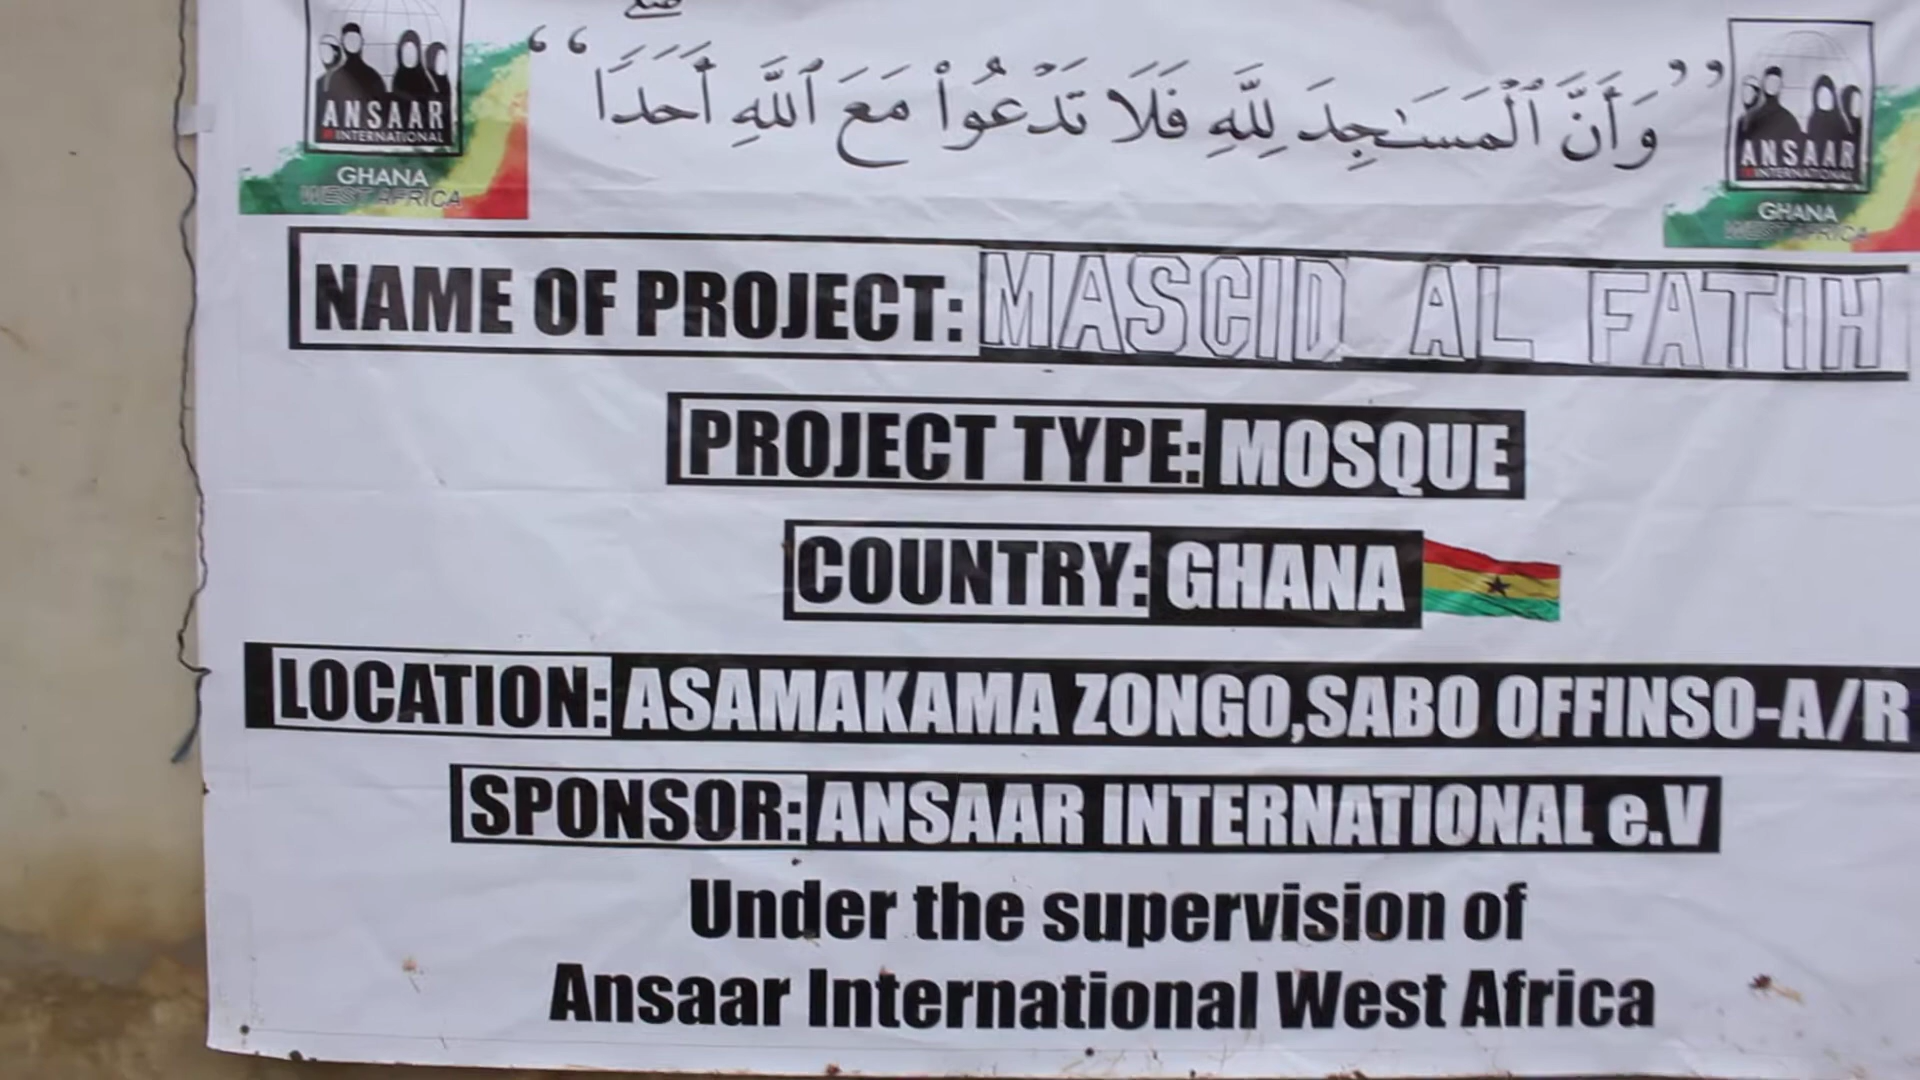 وَأَنَّ ٱلْمَسَـٰجِدَ لِلَّهِ فَلَا تَدْعُوا۟ مَعَ ٱللَّهِ أَحَدًا
ANSAAR
INTERNATIONAL
GHANA
WEST AFRICA
ANSAAR
INTERNATIONAL
GHANA
WEST AFRICA
NAME OF PROJECT: MASCID AL FATIH
PROJECT TYPE: MOSQUE
COUNTRY: GHANA
LOCATION: ASAMAKAMA ZONGO,SABO OFFINSO-A/R
SPONSOR: ANSAAR INTERNATIONAL e.V
Under the supervision of
Ansaar International West Africa